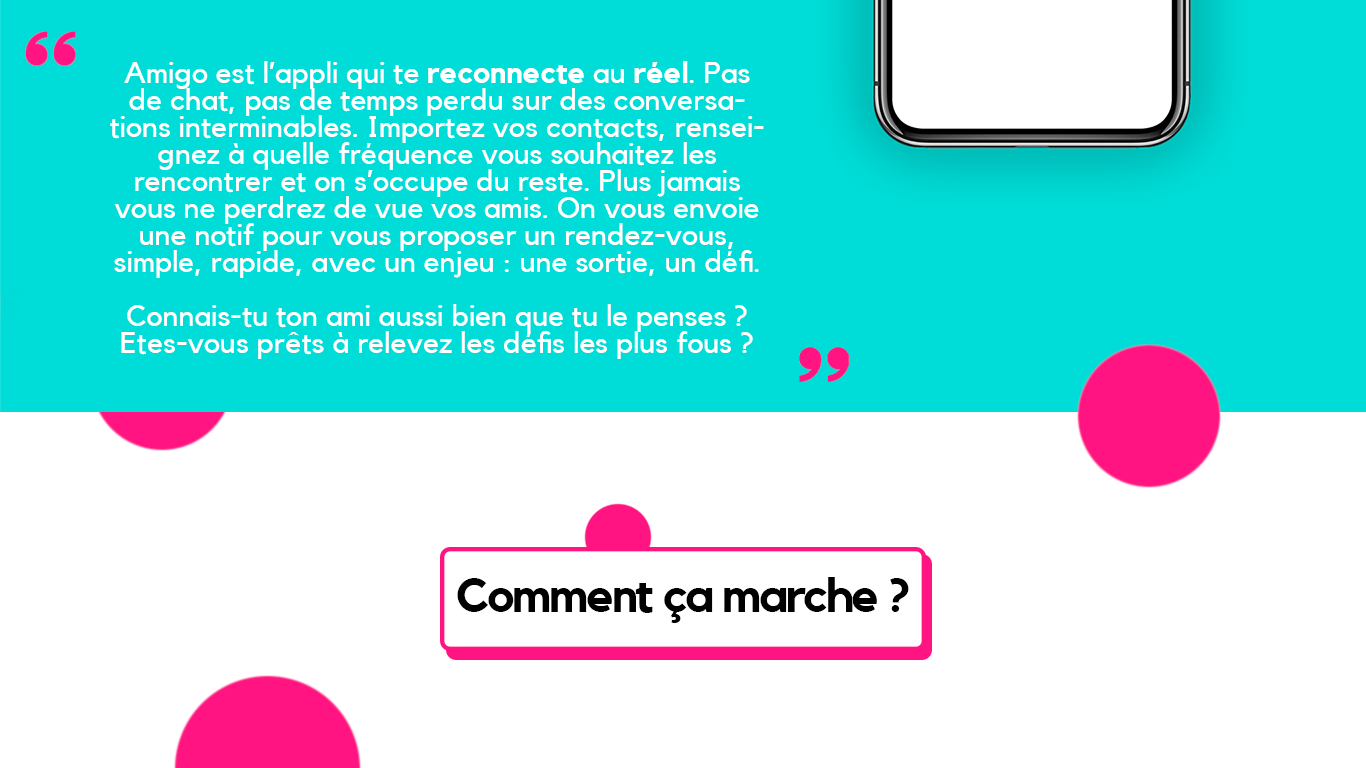 “
Amigo est l’appli qui te reconnecte au réel. Pas
de chat, pas de temps perdu sur des conversa-
tions interminables. Importez vos contacts, rensei-
gnez à quelle fréquence vous souhaitez les
rencontrer et on s’occupe du reste. Plus jamais
vous ne perdrez de vue vos amis. On vous envoie
une notif pour vous proposer un rendez-vous,
simple, rapide, avec un enjeu : une sortie, un défi.
Connais-tu ton ami aussi bien que tu le penses ?
Etes-vous prêts à relevez les défis les plus fous ?
”
Comment ça marche ?